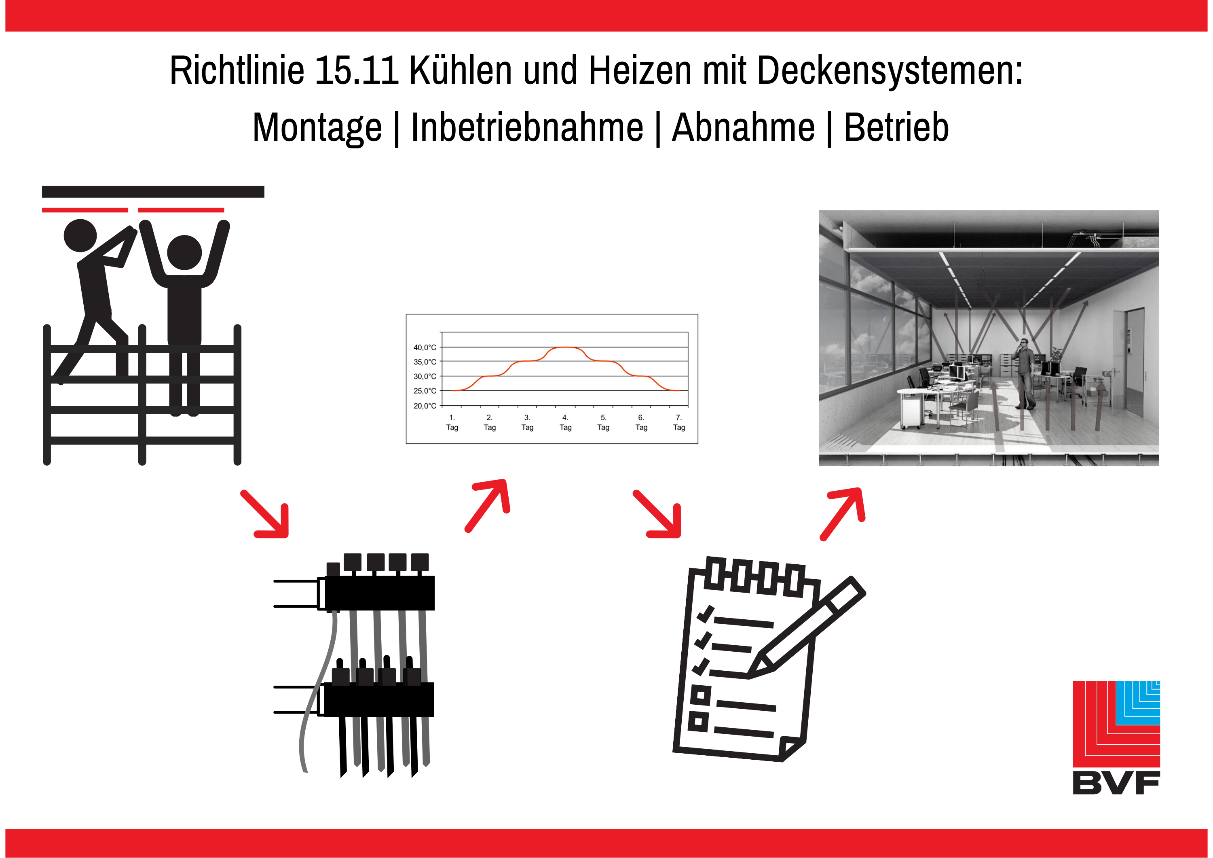 Richtlinie 15.11 Kühlen und Heizen mit Deckensystemen:
Montage | Inbetriebnahme | Abnahme | Betrieb
40,0°C
35,0°C
30,0°C
25,0°C
20,0°C
1. 2. 3. 4. 5. 6. 7.
Tag Tag Tag Tag Tag Tag Tag
BVF